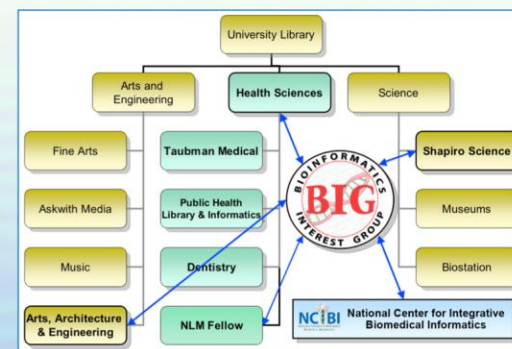 University Library
Arts and
Engineering
Health Sciences
Science
Fine Arts
Taubman Medical
Shapiro Science
Askwith Media
Public Health
Library & Informatics
Museums
Music
Dentistry
Biostation
Arts, Architecture
& Engineering
NLM Fellow
BIOINFORMATICS
BIG
INTEREST GROUP
NCIBI
National Center for Integrative
Biomedical Informatics